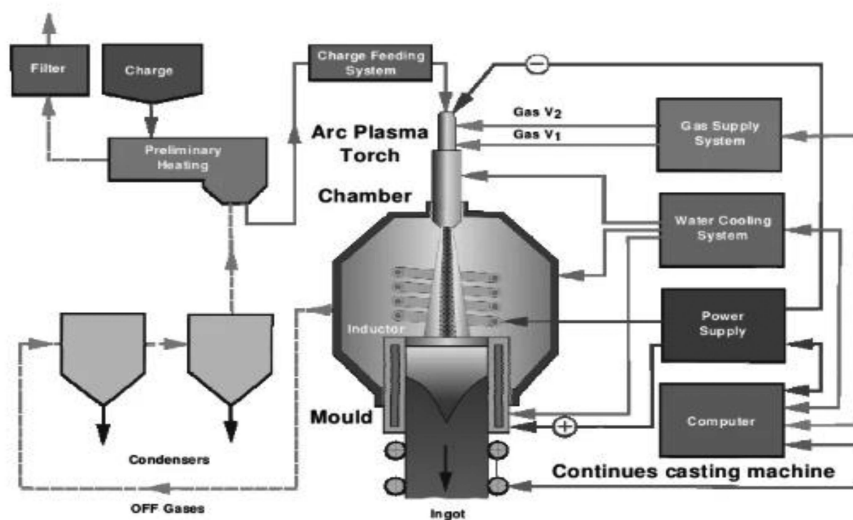 Filter
Charge
Charge Feeding
System
−
Gas V2
Gas V1
Gas Supply
System
Arc Plasma
Torch
Preliminary
Heating
Chamber
Water Cooling
System
Inductor
Power
Supply
Mould
+
Computer
Condensers
Continues casting machine
OFF Gases
Ingot